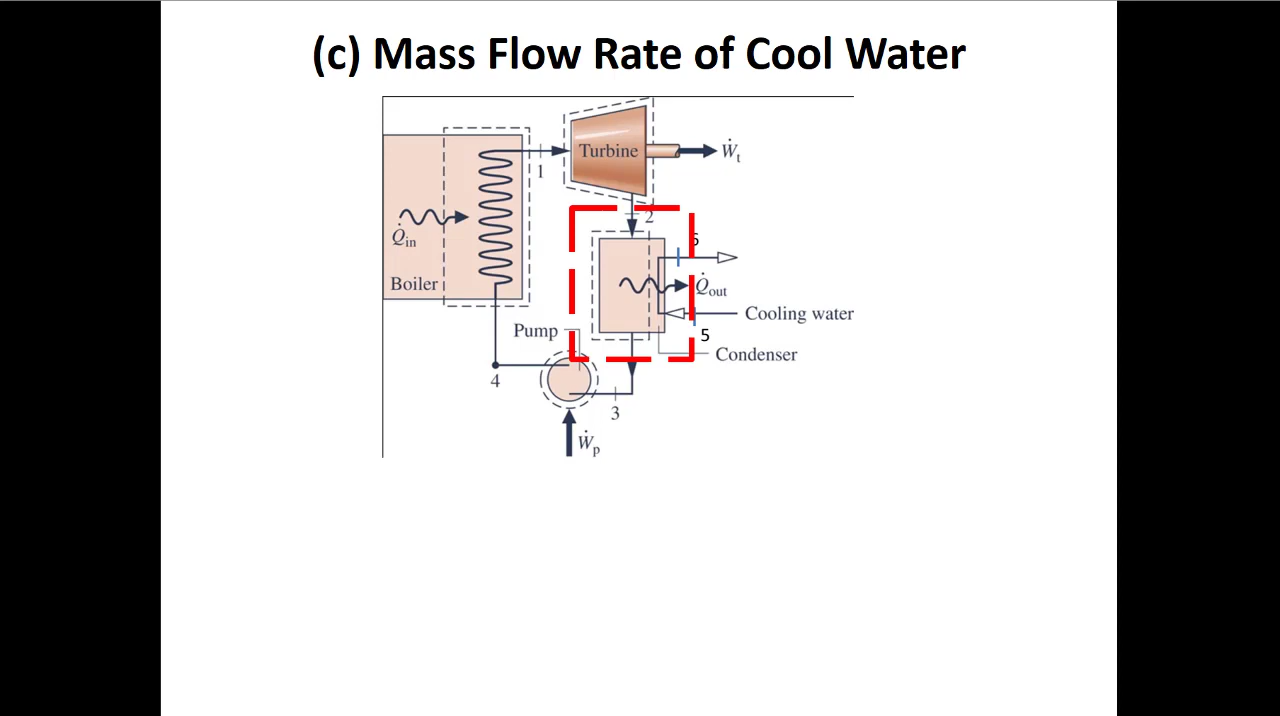 (c) Mass Flow Rate of Cool Water
Turbine
Ẇt
1
2
Q̇in
6
Boiler
Q̇out
Cooling water
Pump
5
Condenser
4
3
Ẇp